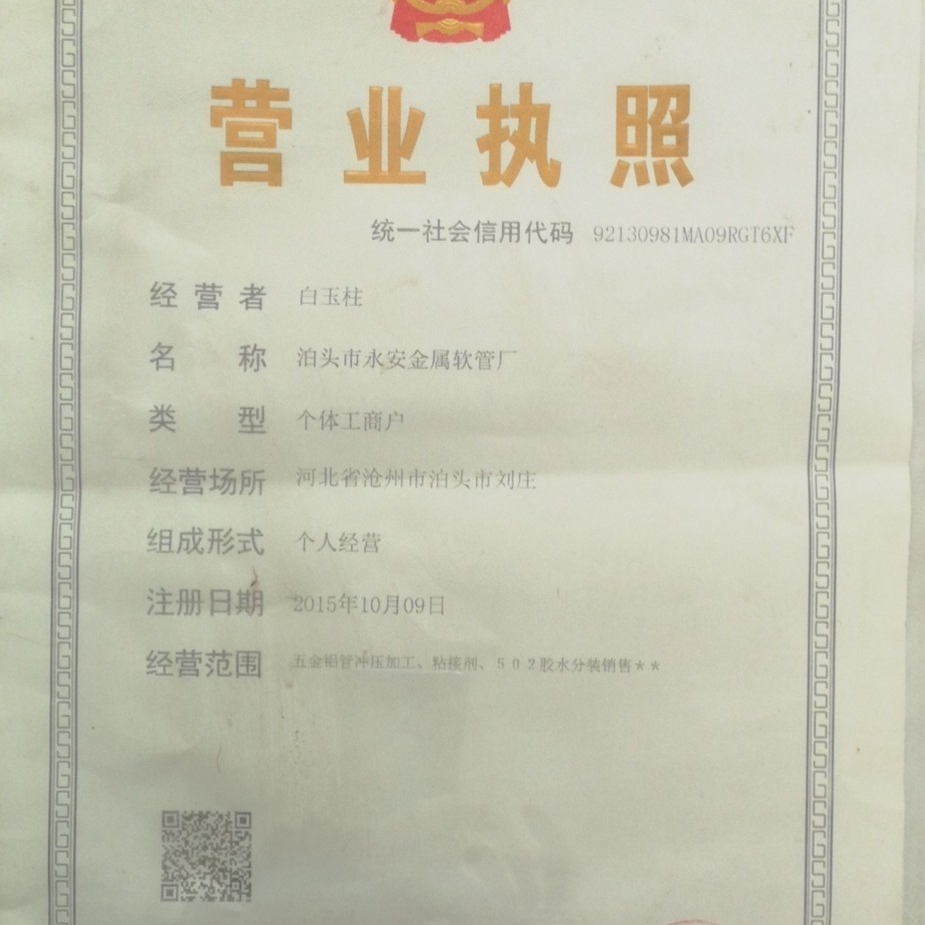 营业执照
统一社会信用代码 92130981MA09RGT6XF
经营者 白玉柱
名称 泊头市永安金属软管厂
类型 个体工商户
经营场所 河北省沧州市泊头市刘庄
组成形式 个人经营
注册日期 2015年10月09日
经营范围 五金铝管冲压加工、粘接剂、502胶水分装销售**